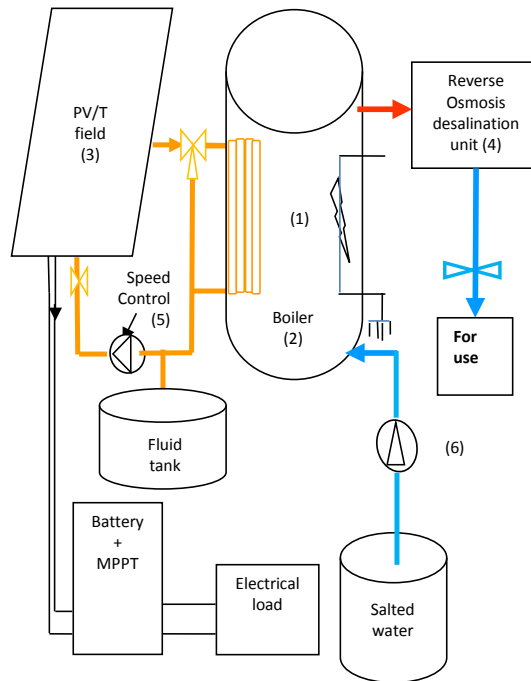 PV/T
field
(3)
Reverse
Osmosis
desalination
unit (4)
(1)
Speed
Control
(5)
Boiler
(2)
For
use
Fluid
tank
(6)
Battery
+
MPPT
Electrical
load
Salted
water